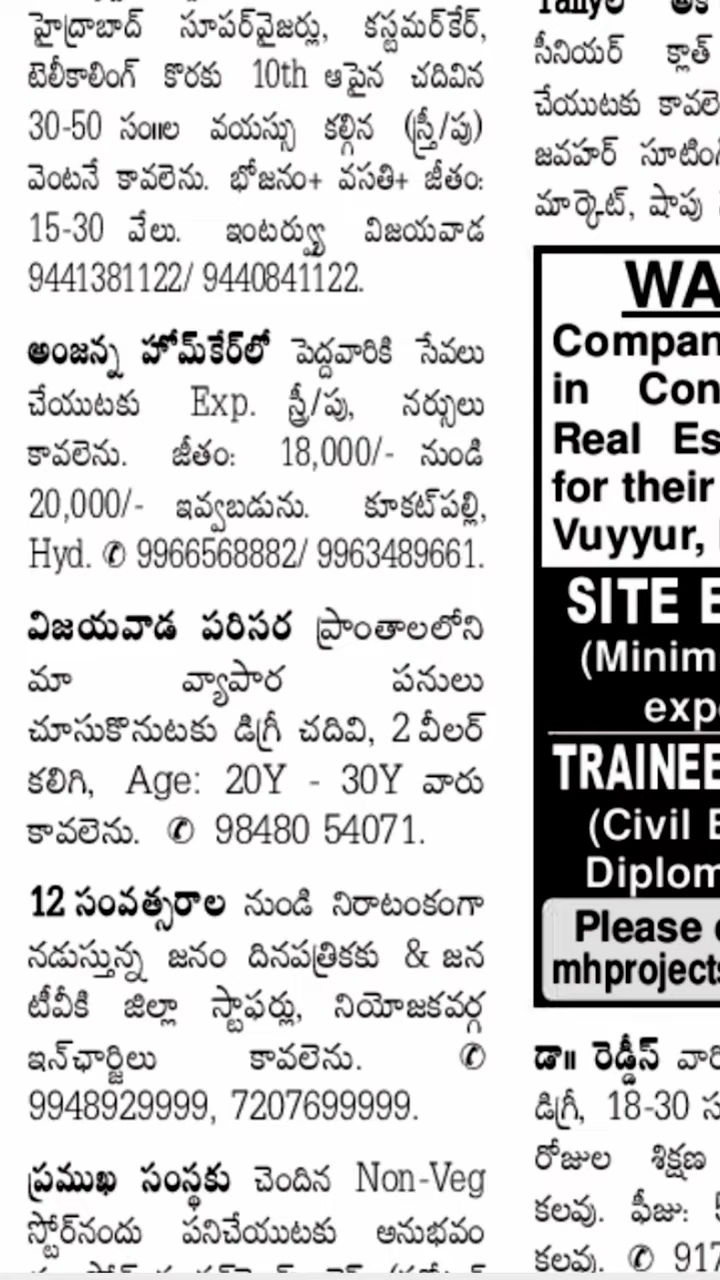 హైద్రాబాద్ సూపర్‌వైజర్లు, కస్టమర్‌కేర్,
టెలీకాలింగ్ కొరకు 10th ఆపైన చదివిన
30-50 సం॥ల వయస్సు కల్గిన (స్త్రీ/పు)
వెంటనే కావలెను. భోజనం+ వసతి+ జీతం:
15-30 వేలు. ఇంటర్వ్యు విజయవాడ
9441381122/ 9440841122.
అంజన్న హోమ్‌కేర్‌లో పెద్దవారికి సేవలు
చేయుటకు Exp. స్త్రీ/పు, నర్సులు
కావలెను. జీతం: 18,000/- నుండి
20,000/- ఇవ్వబడును. కూకట్‌పల్లి,
Hyd. ✆ 9966568882/ 9963489661.
విజయవాడ పరిసర ప్రాంతాలలోని
మా వ్యాపార పనులు
చూసుకొనుటకు డిగ్రీ చదివి, 2 వీలర్
కలిగి, Age: 20Y - 30Y వారు
కావలెను. ✆ 98480 54071.
12 సంవత్సరాల నుండి నిరాటంకంగా
నడుస్తున్న జనం దినపత్రికకు & జన
టీవీకి జిల్లా స్టాఫర్లు, నియోజకవర్గ
ఇన్‌ఛార్జిలు కావలెను. ✆
9948929999, 7207699999.
ప్రముఖ సంస్థకు చెందిన Non-Veg
స్టోర్‌నందు పనిచేయుటకు అనుభవం
సీనియర్ క్లాత్
చేయుటకు కావలె
జవహర్ సూటింగ్
మార్కెట్, షాపు
WA
Compan
in Con
Real Es
for their
Vuyyur,
SITE E
(Minim
exp
TRAINEE
(Civil E
Diplom
Please
mhprojects
డా॥ రెడ్డీస్ వారి
డిగ్రీ, 18-30
రోజుల శిక్షణ
కలవు. ఫీజు:
కలవు. ✆ 917